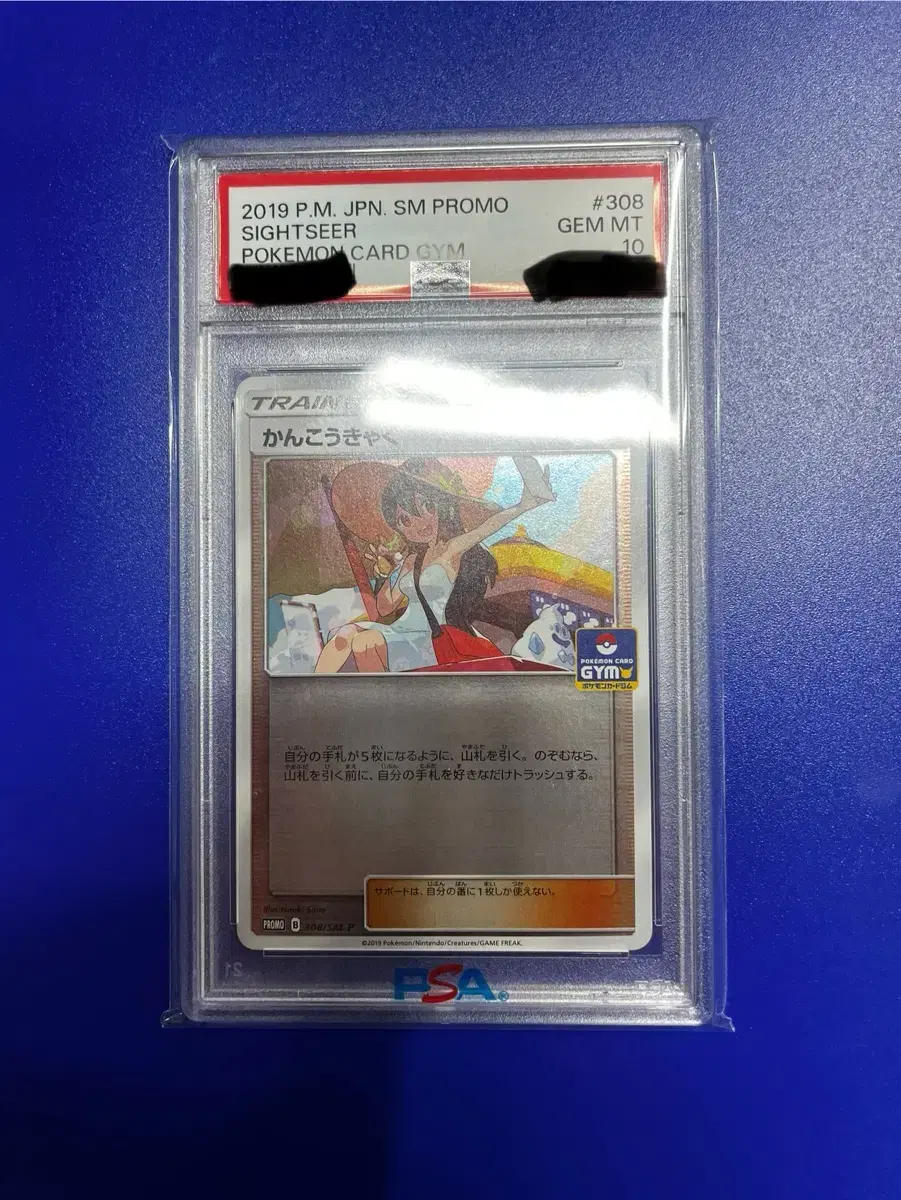 2019 P.M. JPN. SM PROMO #308
SIGHTSEER GEM MT
POKEMON CARD GYM 10
TRAIN
かんこうきゃく
POKÉMON CARD
GYM
ポケモンカードジム
自分の手札が5枚になるように、山札を引く。のぞむなら、
山札を引く前に、自分の手札を好きなだけトラッシュする。
サポートは、自分の番に1枚しか使えない。
PROMO B 308/SM-P
©2019 Pokémon/Nintendo/Creatures/GAME FREAK.
PSA